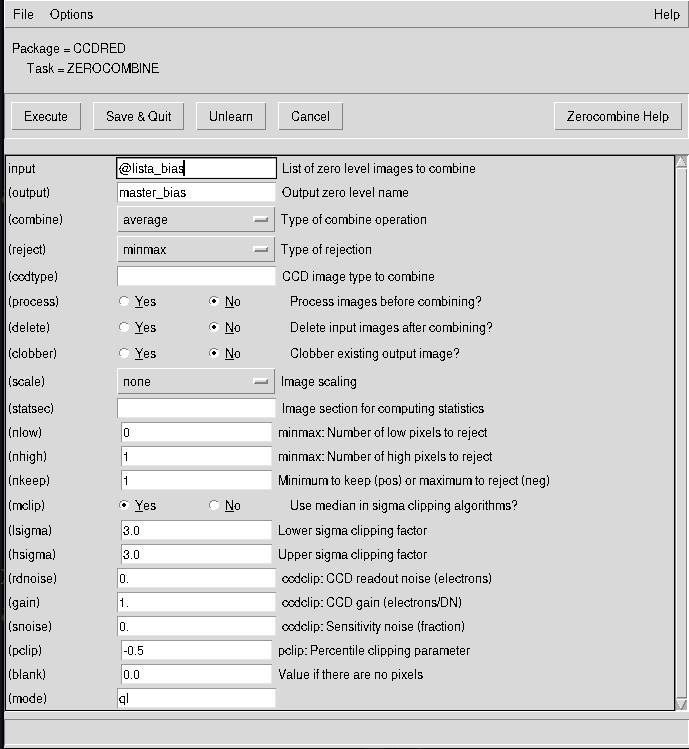 File Options Help
Package = CCDRED
Task = ZEROCOMBINE
Execute Save & Quit Unlearn Cancel Zerocombine Help
input @lista_bias List of zero level images to combine
(output) master_bias Output zero level name
(combine) average Type of combine operation
(reject) minmax Type of rejection
(ccdtype) CCD image type to combine
(process) Yes No Process images before combining?
(delete) Yes No Delete input images after combining?
(clobber) Yes No Clobber existing output image?
(scale) none Image scaling
(statsec) Image section for computing statistics
(nlow) 0 minmax: Number of low pixels to reject
(nhigh) 1 minmax: Number of high pixels to reject
(nkeep) 1 Minimum to keep (pos) or maximum to reject (neg)
(mclip) Yes No Use median in sigma clipping algorithms?
(lsigma) 3.0 Lower sigma clipping factor
(hsigma) 3.0 Upper sigma clipping factor
(rdnoise) 0. ccdclip: CCD readout noise (electrons)
(gain) 1. ccdclip: CCD gain (electrons/DN)
(snoise) 0. ccdclip: Sensitivity noise (fraction)
(pclip) -0.5 pclip: Percentile clipping parameter
(blank) 0.0 Value if there are no pixels
(mode) ql